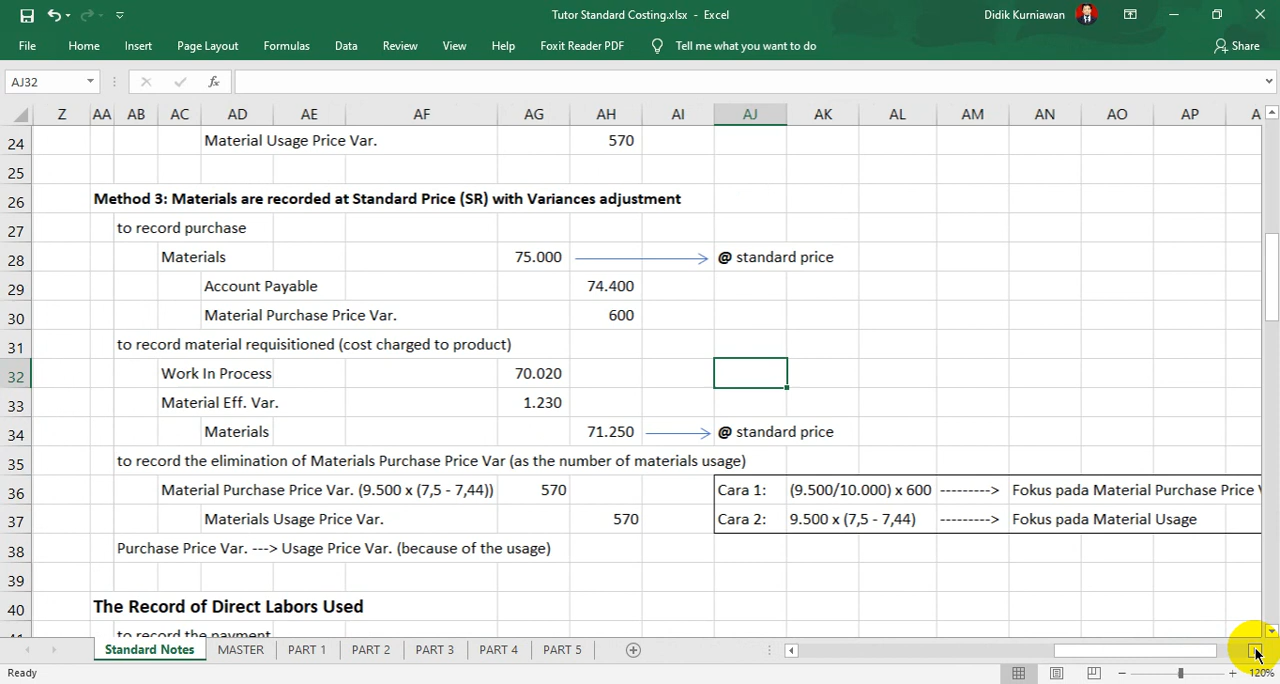 Tutor Standard Costing.xlsx - Excel
Didik Kurniawan
File Home Insert Page Layout Formulas Data Review View Help Foxit Reader PDF Tell me what you want to do Share
AJ32 fx
Z AA AB AC AD AE AF AG AH AI AJ AK AL AM AN AO AP A
24 Material Usage Price Var. 570
25
26 Method 3: Materials are recorded at Standard Price (SR) with Variances adjustment
27 to record purchase
28 Materials 75.000 @ standard price
29 Account Payable 74.400
30 Material Purchase Price Var. 600
31 to record material requisitioned (cost charged to product)
32 Work In Process 70.020
33 Material Eff. Var. 1.230
34 Materials 71.250 @ standard price
35 to record the elimination of Materials Purchase Price Var (as the number of materials usage)
36 Material Purchase Price Var. (9.500 x (7,5 - 7,44)) 570 Cara 1: (9.500/10.000) x 600 ---------> Fokus pada Material Purchase Price
37 Materials Usage Price Var. 570 Cara 2: 9.500 x (7,5 - 7,44) ---------> Fokus pada Material Usage
38 Purchase Price Var. ---> Usage Price Var. (because of the usage)
39
40 The Record of Direct Labors Used
to record the payment
Standard Notes MASTER PART 1 PART 2 PART 3 PART 4 PART 5
Ready 120%